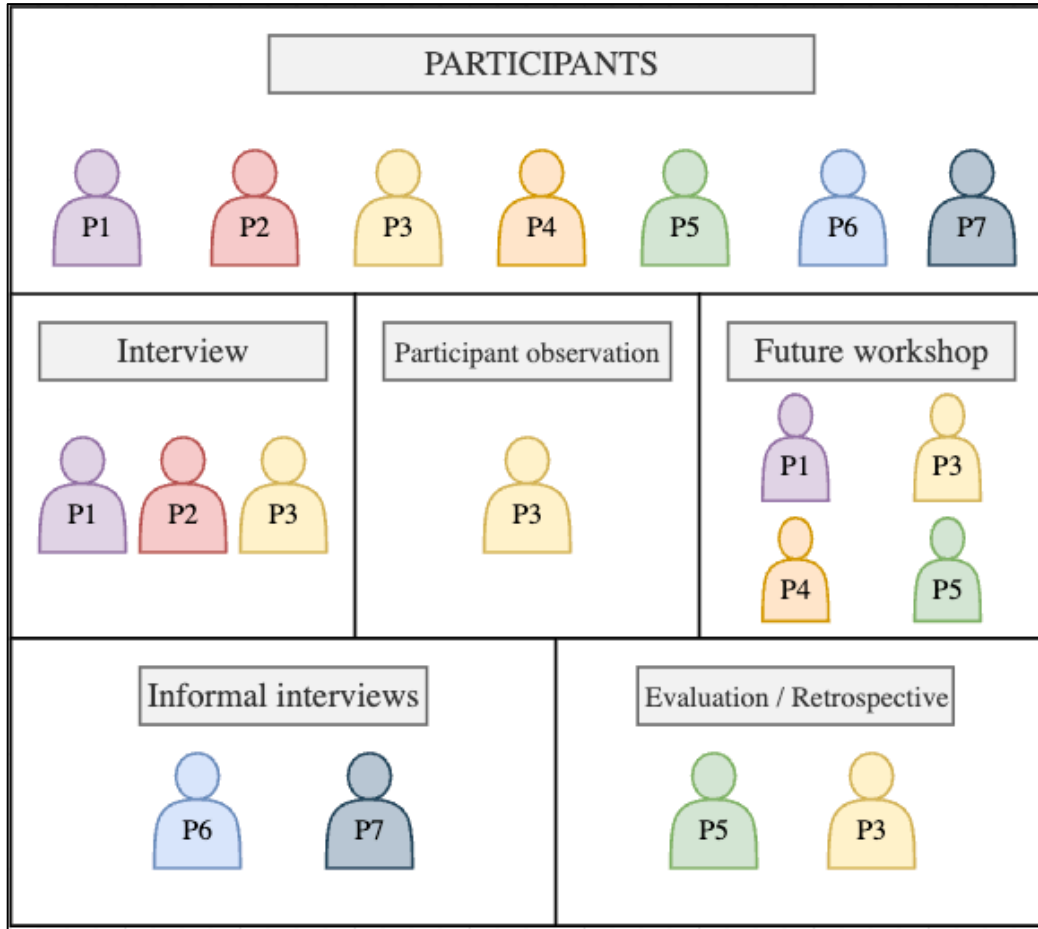 PARTICIPANTS
P1 P2 P3 P4 P5 P6 P7
Interview
P1 P2 P3
Participant observation
P3
Future workshop
P1 P3
P4 P5
Informal interviews
P6 P7
Evaluation / Retrospective
P5 P3